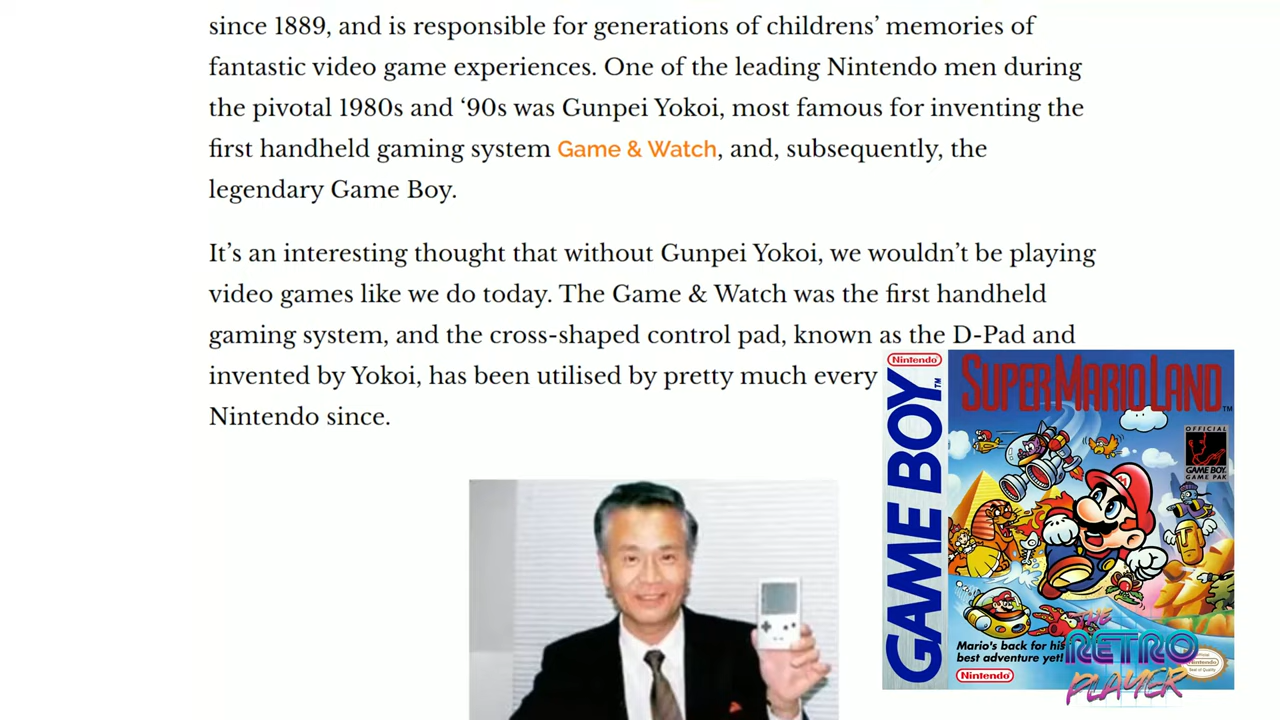 since 1889, and is responsible for generations of childrens’ memories of
fantastic video game experiences. One of the leading Nintendo men during
the pivotal 1980s and ‘90s was Gunpei Yokoi, most famous for inventing the
first handheld gaming system Game & Watch, and, subsequently, the
legendary Game Boy.
It’s an interesting thought that without Gunpei Yokoi, we wouldn’t be playing
video games like we do today. The Game & Watch was the first handheld
gaming system, and the cross-shaped control pad, known as the D-Pad and
invented by Yokoi, has been utilised by pretty much every
Nintendo since.
Nintendo
GAME BOY
TM
SUPER MARIO LAND
TM
OFFICIAL
GAME BOY
GAME PAK
Mario's back for his
best adventure yet!
Nintendo
THE
RETRO
PLAYER
Nintendo